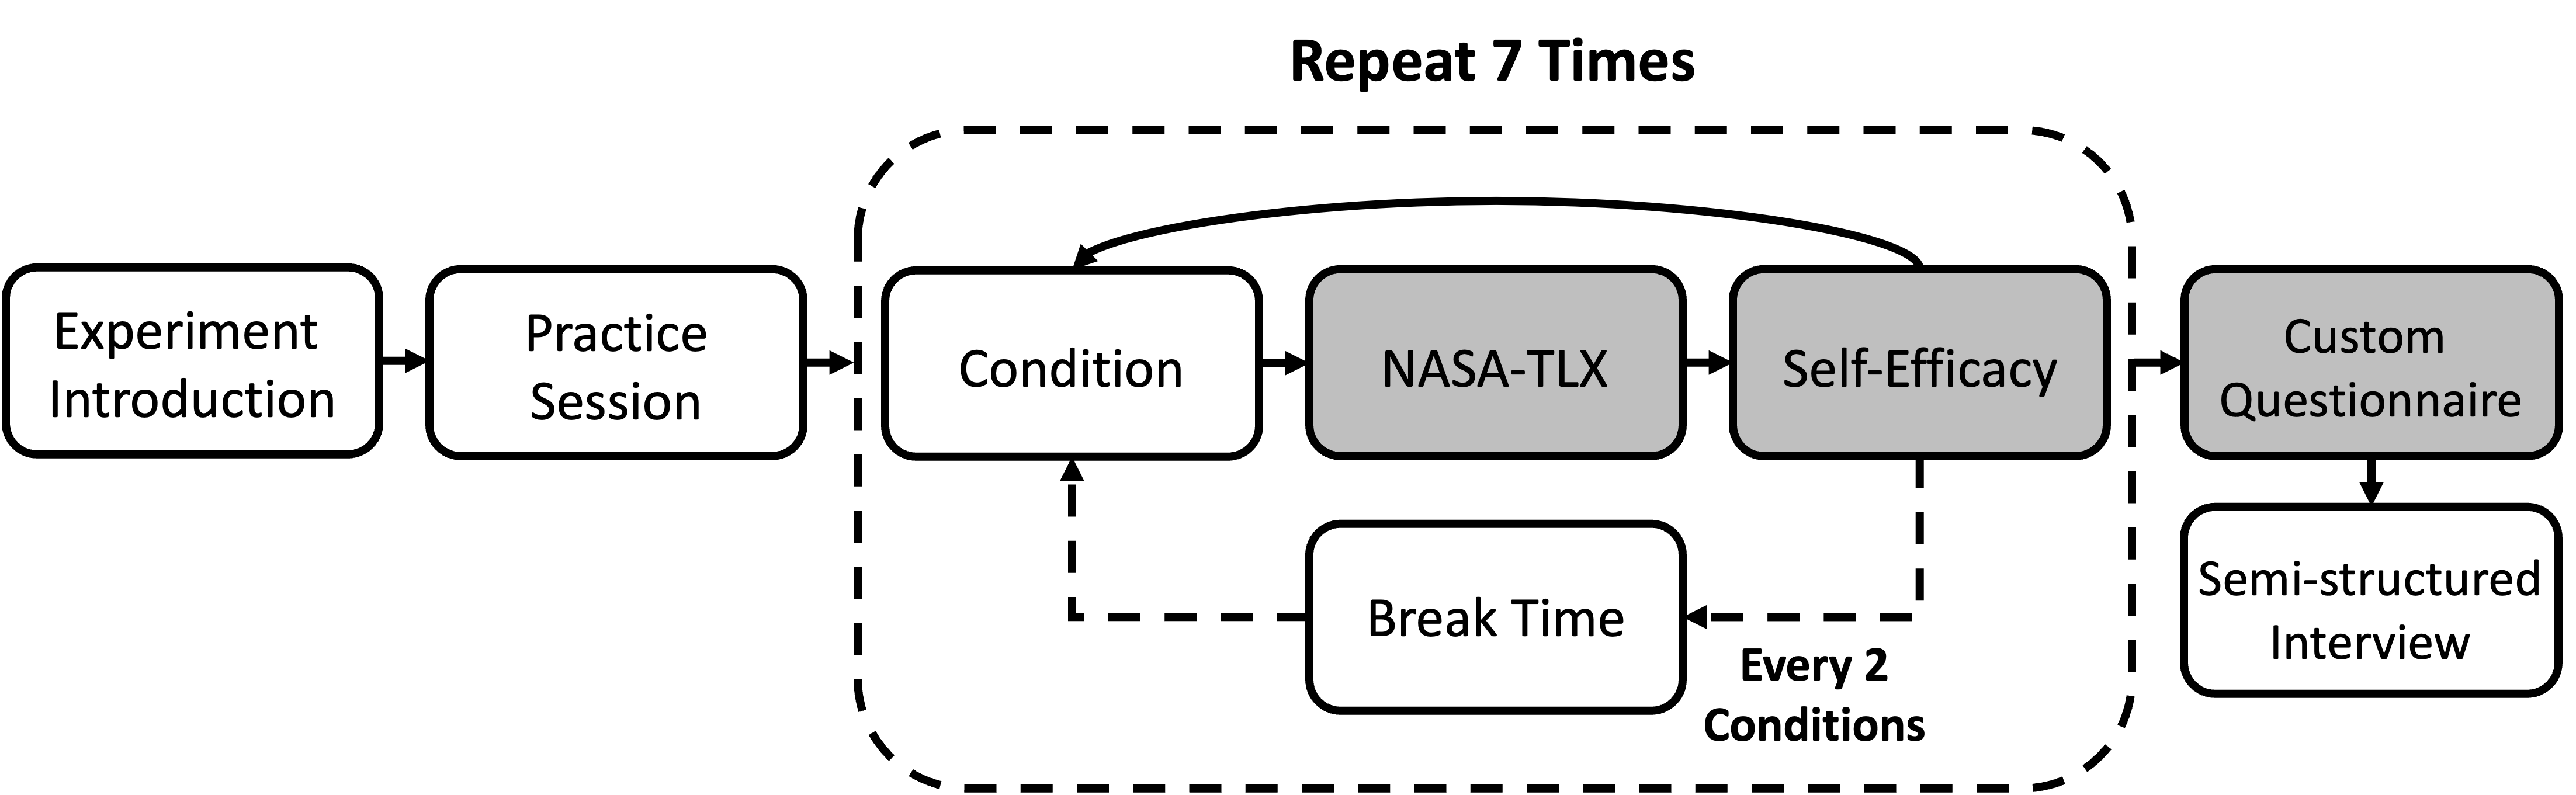 Repeat 7 Times
Experiment
Introduction
Practice
Session
Condition
NASA-TLX
Self-Efficacy
Break Time
Every 2
Conditions
Custom
Questionnaire
Semi-structured
Interview